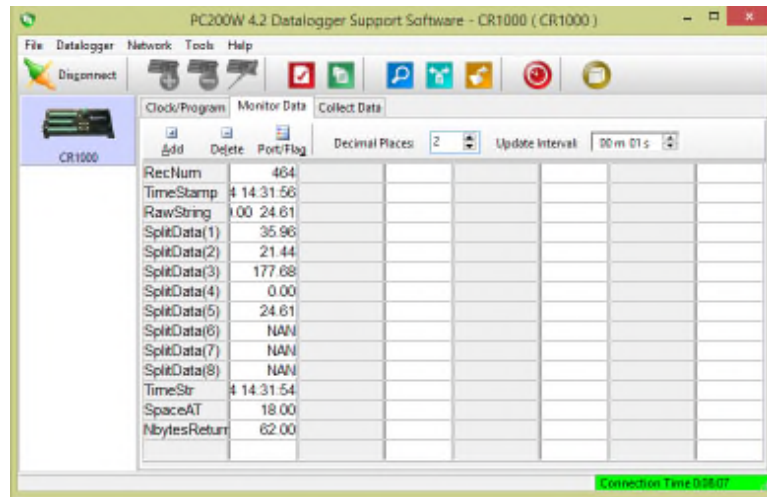 PC200W 4.2 Datalogger Support Software - CR1000 ( CR1000 )
File Datalogger Network Tools Help
Disconnect
CR1000
Clock/Program Monitor Data Collect Data
Add Delete Port/Flag Decimal Places: 2 Update Interval: 00 m 01 s
RecNum 464
TimeStamp 4 14:31:56
RawString .00 24.61
SplitData(1) 35.96
SplitData(2) 21.44
SplitData(3) 177.68
SplitData(4) 0.00
SplitData(5) 24.61
SplitData(6) NAN
SplitData(7) NAN
SplitData(8) NAN
TimeStr 4 14:31:54
SpaceAT 18.00
NbytesReturr 62.00
Connection Time 0:08:07